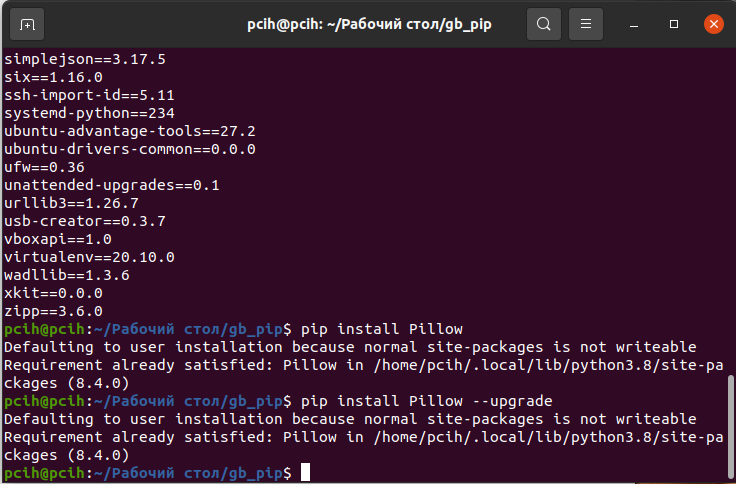 pcih@pcih: ~/Рабочий стол/gb_pip
simplejson==3.17.5
six==1.16.0
ssh-import-id==5.11
systemd-python==234
ubuntu-advantage-tools==27.2
ubuntu-drivers-common==0.0.0
ufw==0.36
unattended-upgrades==0.1
urllib3==1.26.7
usb-creator==0.3.7
vboxapi==1.0
virtualenv==20.10.0
wadllib==1.3.6
xkit==0.0.0
zipp==3.6.0
pcih@pcih:~/Рабочий стол/gb_pip$ pip install Pillow
Defaulting to user installation because normal site-packages is not writeable
Requirement already satisfied: Pillow in /home/pcih/.local/lib/python3.8/site-pa
ckages (8.4.0)
pcih@pcih:~/Рабочий стол/gb_pip$ pip install Pillow --upgrade
Defaulting to user installation because normal site-packages is not writeable
Requirement already satisfied: Pillow in /home/pcih/.local/lib/python3.8/site-pa
ckages (8.4.0)
pcih@pcih:~/Рабочий стол/gb_pip$